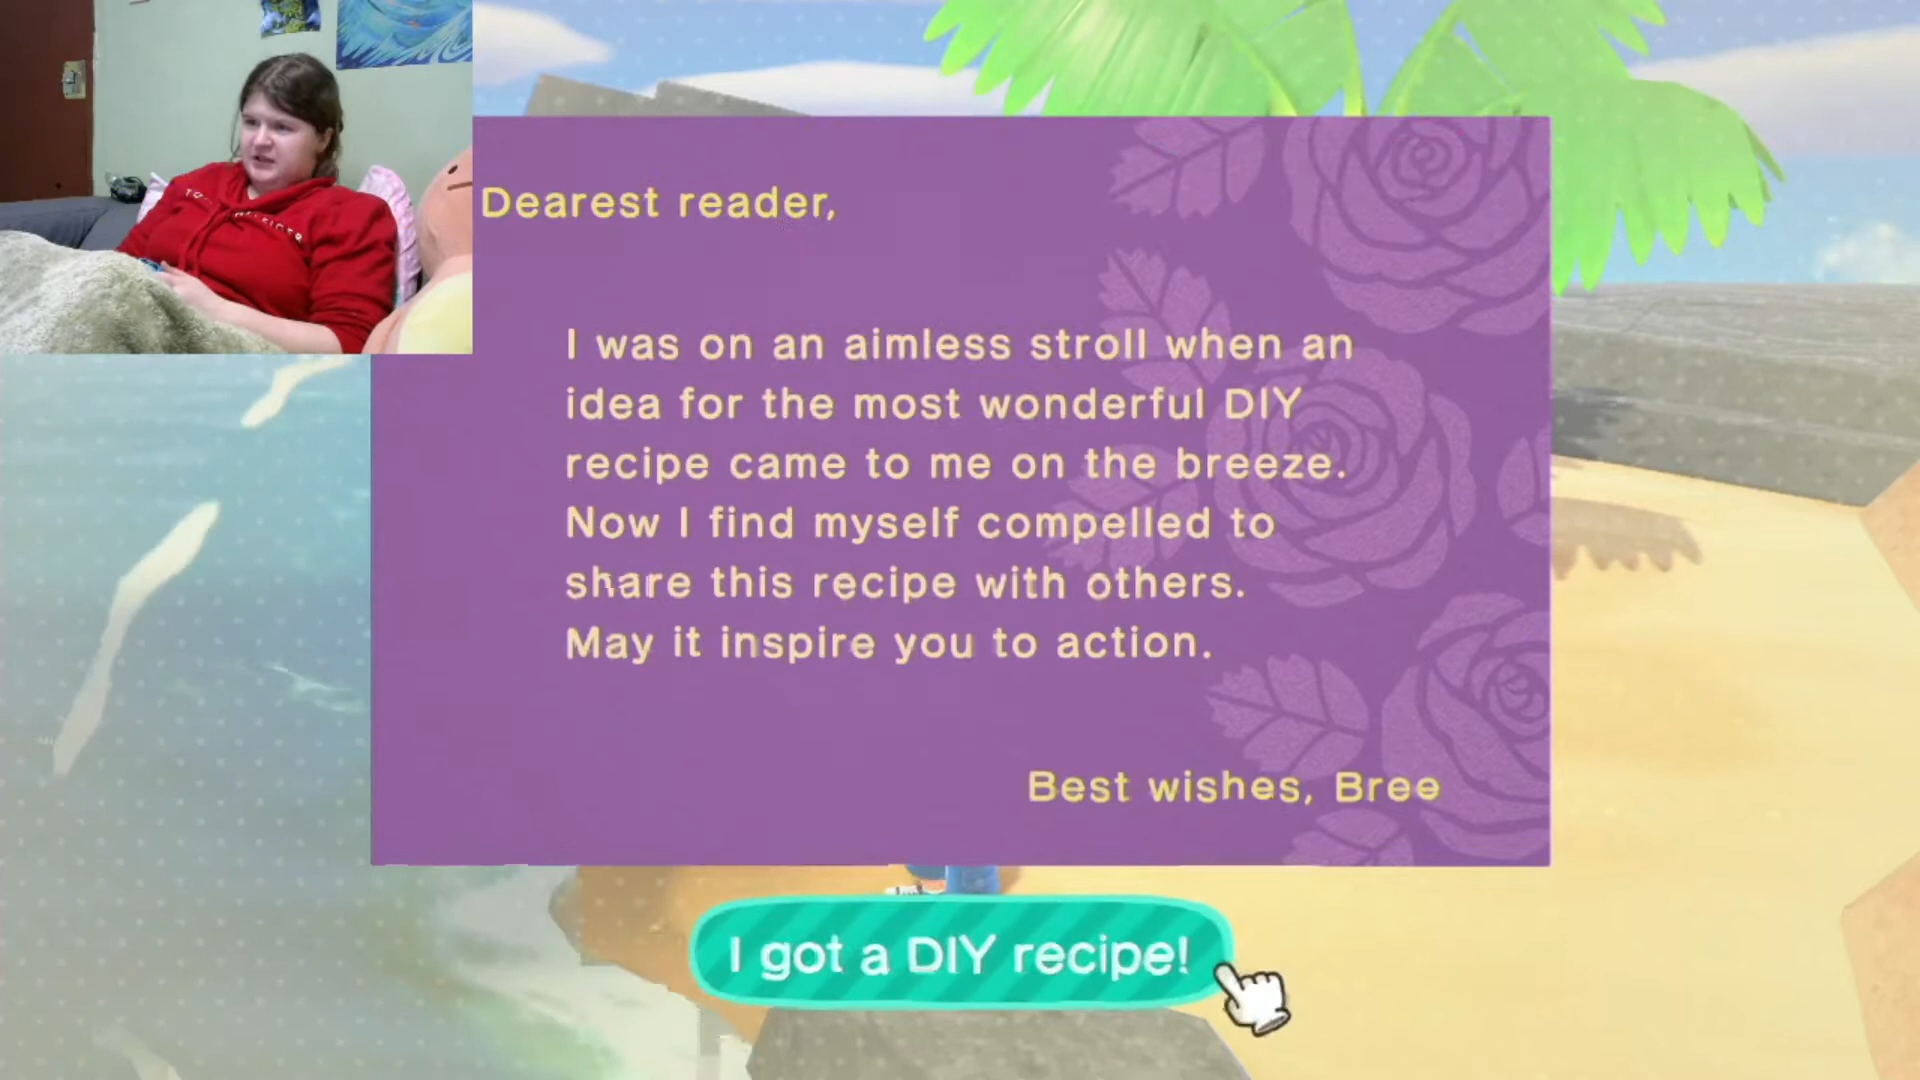 Dearest reader,
I was on an aimless stroll when an
idea for the most wonderful DIY
recipe came to me on the breeze.
Now I find myself compelled to
share this recipe with others.
May it inspire you to action.
Best wishes, Bree
I got a DIY recipe!